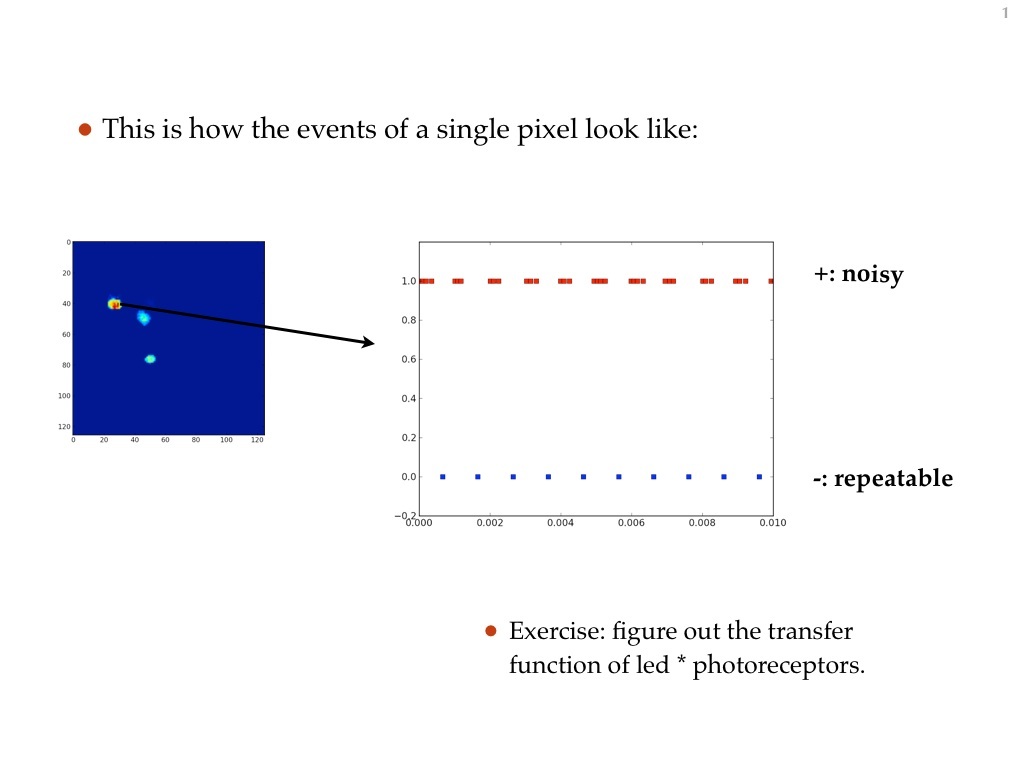 1
• This is how the events of a single pixel look like:
0
20
40
60
80
100
120
0 20 40 60 80 100 120
1.0
0.8
0.6
0.4
0.2
0.0
−0.2
0.000 0.002 0.004 0.006 0.008 0.010
+: noisy
-: repeatable
• Exercise: figure out the transfer
function of led * photoreceptors.